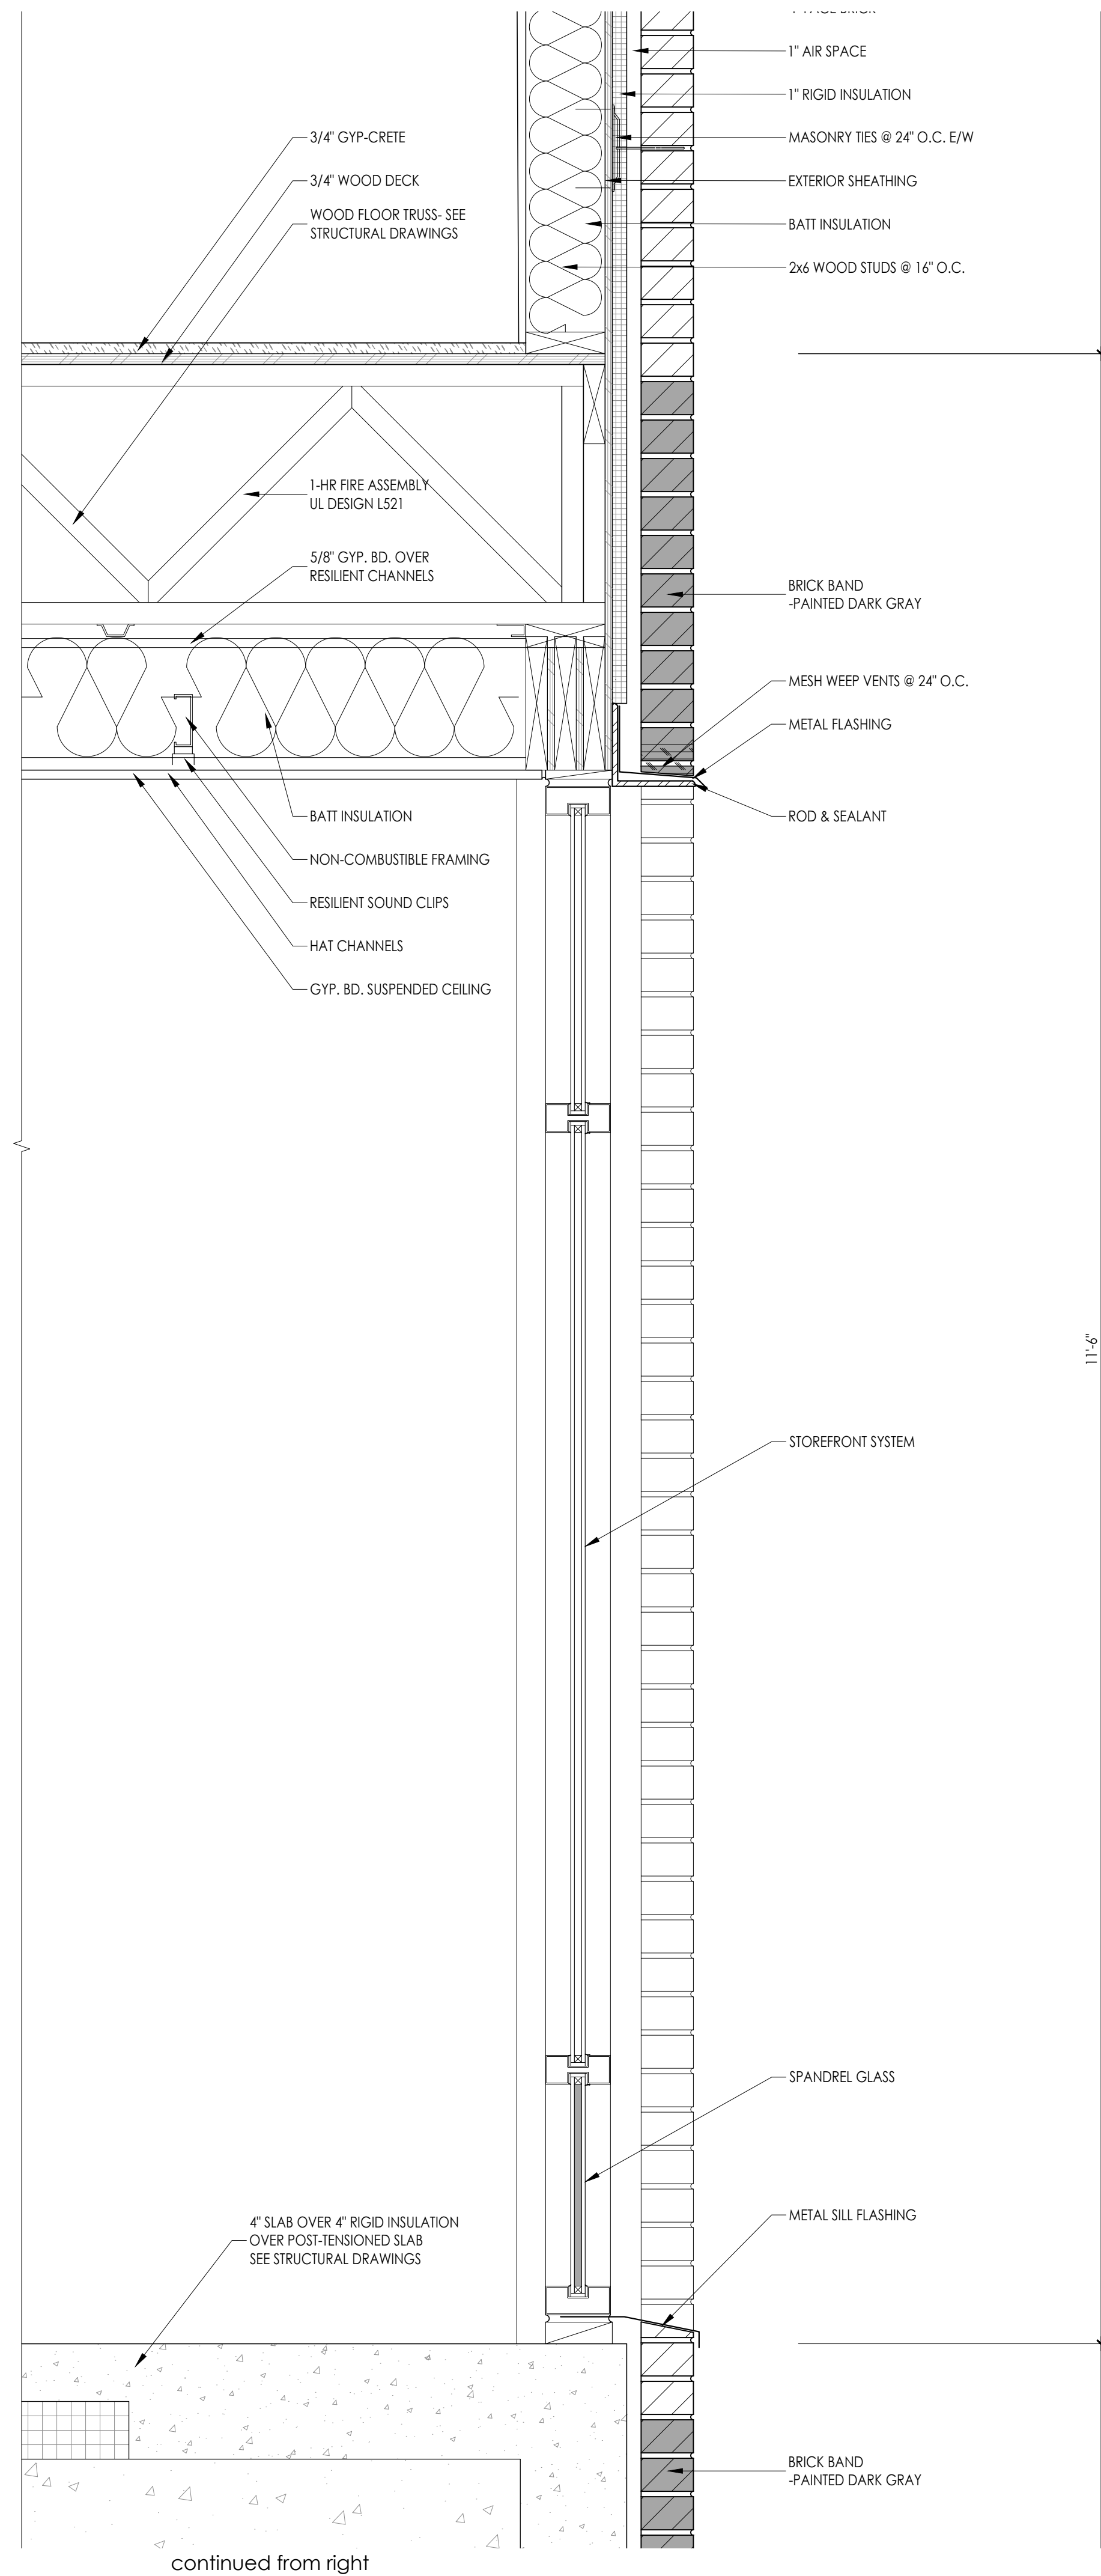 1" AIR SPACE
1" RIGID INSULATION
MASONRY TIES @ 24" O.C. E/W
EXTERIOR SHEATHING
BATT INSULATION
2x6 WOOD STUDS @ 16" O.C.
3/4" GYP-CRETE
3/4" WOOD DECK
WOOD FLOOR TRUSS- SEE
STRUCTURAL DRAWINGS
1-HR FIRE ASSEMBLY
UL DESIGN L521
5/8" GYP. BD. OVER
RESILIENT CHANNELS
BRICK BAND
-PAINTED DARK GRAY
MESH WEEP VENTS @ 24" O.C.
METAL FLASHING
ROD & SEALANT
BATT INSULATION
NON-COMBUSTIBLE FRAMING
RESILIENT SOUND CLIPS
HAT CHANNELS
GYP. BD. SUSPENDED CEILING
11'-6"
STOREFRONT SYSTEM
SPANDREL GLASS
METAL SILL FLASHING
4" SLAB OVER 4" RIGID INSULATION
OVER POST-TENSIONED SLAB
SEE STRUCTURAL DRAWINGS
BRICK BAND
-PAINTED DARK GRAY
continued from right